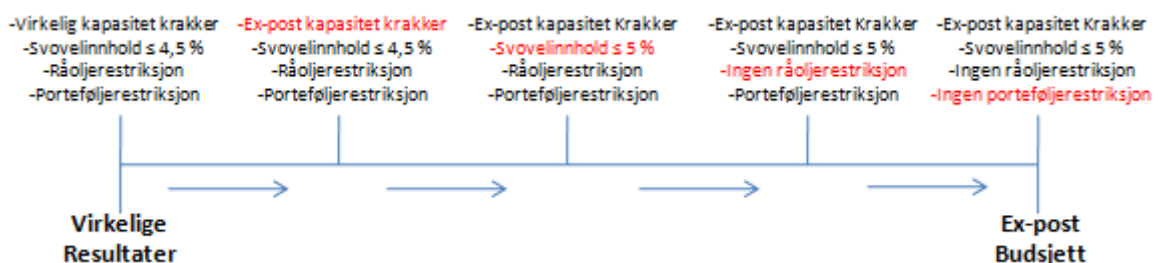 -Virkelig kapasitet krakker
-Svovelinnhold ≤ 4,5 %
-Råoljerestriksjon
-Porteføljerestriksjon
-Ex-post kapasitet krakker
-Svovelinnhold ≤ 4,5 %
-Råoljerestriksjon
-Porteføljerestriksjon
-Ex-post kapasitet Krakker
-Svovelinnhold ≤ 5 %
-Råoljerestriksjon
-Porteføljerestriksjon
-Ex-post kapasitet Krakker
-Svovelinnhold ≤ 5 %
-Ingen råoljerestriksjon
-Porteføljerestriksjon
-Ex-post kapasitet Krakker
-Svovelinnhold ≤ 5 %
-Ingen råoljerestriksjon
-Ingen porteføljerestriksjon
Virkelige
Resultater
Ex-post
Budsjett